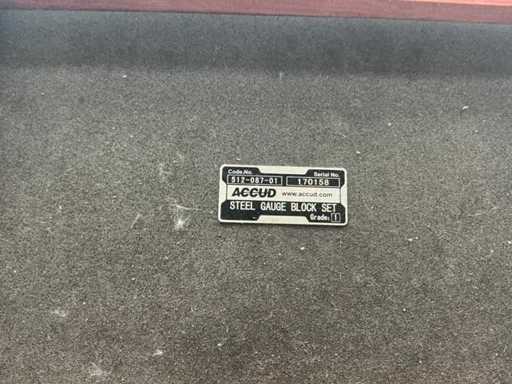 Code.No. Serial No.
512-087-01 170158
ACCUD www.accud.com
STEEL GAUGE BLOCK SET
Grade: 1